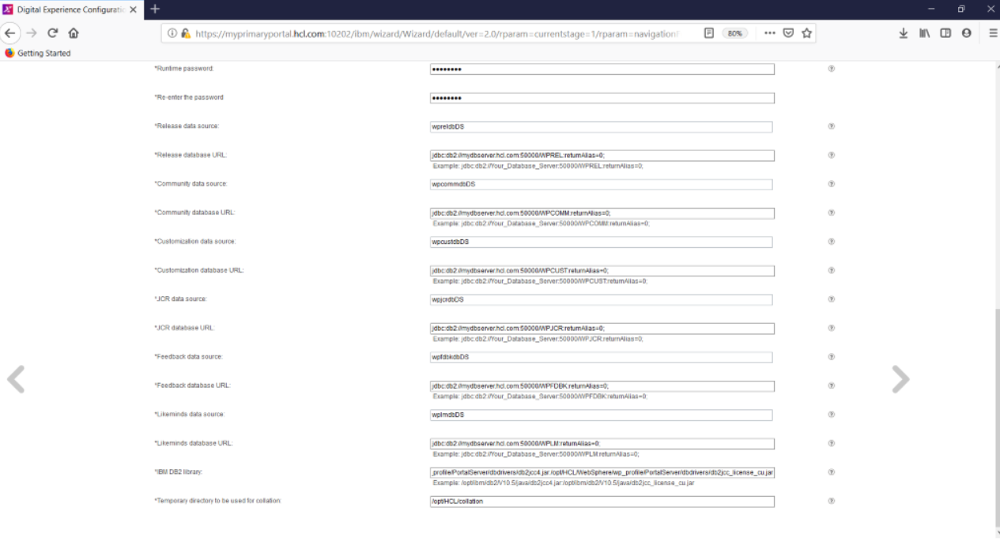 Digital Experience Configuratio
https://myprimaryportal.hcl.com:10202/ibm/wizard/Wizard/default/ver=2.0/rparam=currentstage=1/rparam=navigation
80%
Getting Started
*Runtime password: ••••••••
*Re-enter the password ••••••••
*Release data source: wpreldbDS
*Release database URL: jdbc:db2://mydbserver.hcl.com:50000/WPREL:returnAlias=0;
Example: jdbc:db2://Your_Database_Server:50000/WPREL:returnAlias=0;
*Community data source: wpcommdbDS
*Community database URL: jdbc:db2://mydbserver.hcl.com:50000/WPCOMM:returnAlias=0;
Example: jdbc:db2://Your_Database_Server:50000/WPCOMM:returnAlias=0;
*Customization data source: wpcustdbDS
*Customization database URL: jdbc:db2://mydbserver.hcl.com:50000/WPCUST:returnAlias=0;
Example: jdbc:db2://Your_Database_Server:50000/WPCUST:returnAlias=0;
*JCR data source: wpjcrdbDS
*JCR database URL: jdbc:db2://mydbserver.hcl.com:50000/WPJCR:returnAlias=0;
Example: jdbc:db2://Your_Database_Server:50000/WPJCR:returnAlias=0;
*Feedback data source: wpfdbkdbDS
*Feedback database URL: jdbc:db2://mydbserver.hcl.com:50000/WPFDBK:returnAlias=0;
Example: jdbc:db2://Your_Database_Server:50000/WPFDBK:returnAlias=0;
*Likeminds data source: wplmdbDS
*Likeminds database URL: jdbc:db2://mydbserver.hcl.com:50000/WPLM:returnAlias=0;
Example: jdbc:db2://Your_Database_Server:50000/WPLM:returnAlias=0;
*IBM DB2 library: _profile/PortalServer/dbdrivers/db2jcc4.jar:/opt/HCL/WebSphere/wp_profile/PortalServer/dbdrivers/db2jcc_license_cu.jar
Example: /opt/ibm/db2/V10.5/java/db2jcc4.jar:/opt/ibm/db2/V10.5/java/db2jcc_license_cu.jar
*Temporary directory to be used for collation: /opt/HCL/collation